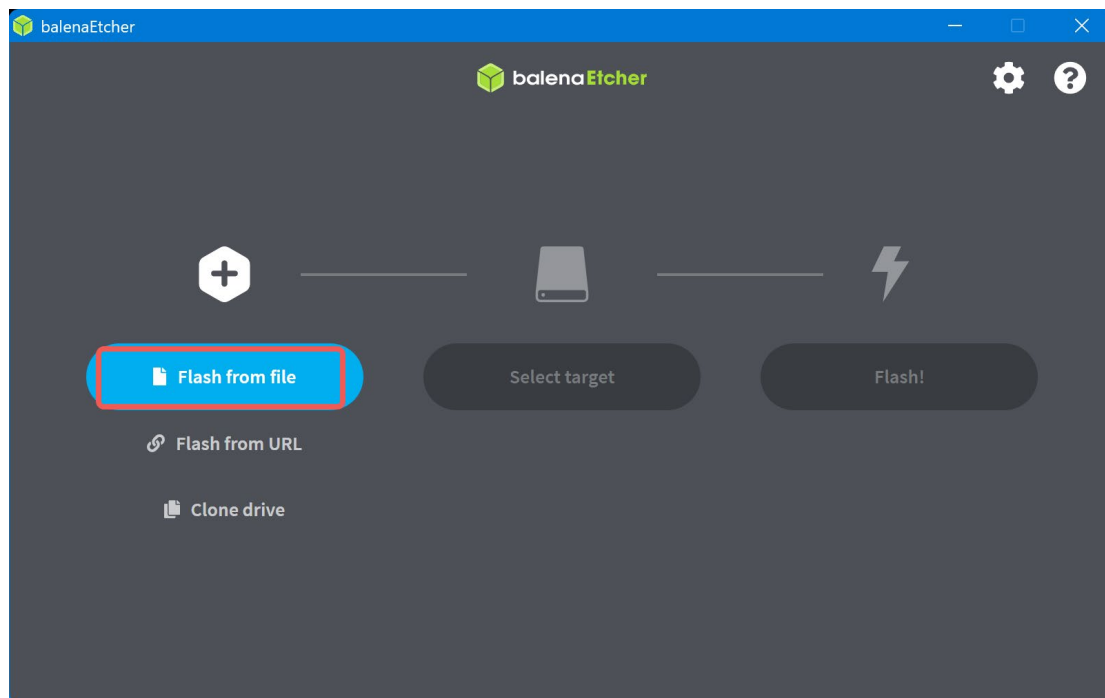 balenaEtcher
balenaEtcher
Flash from file
Select target
Flash!
Flash from URL
Clone drive